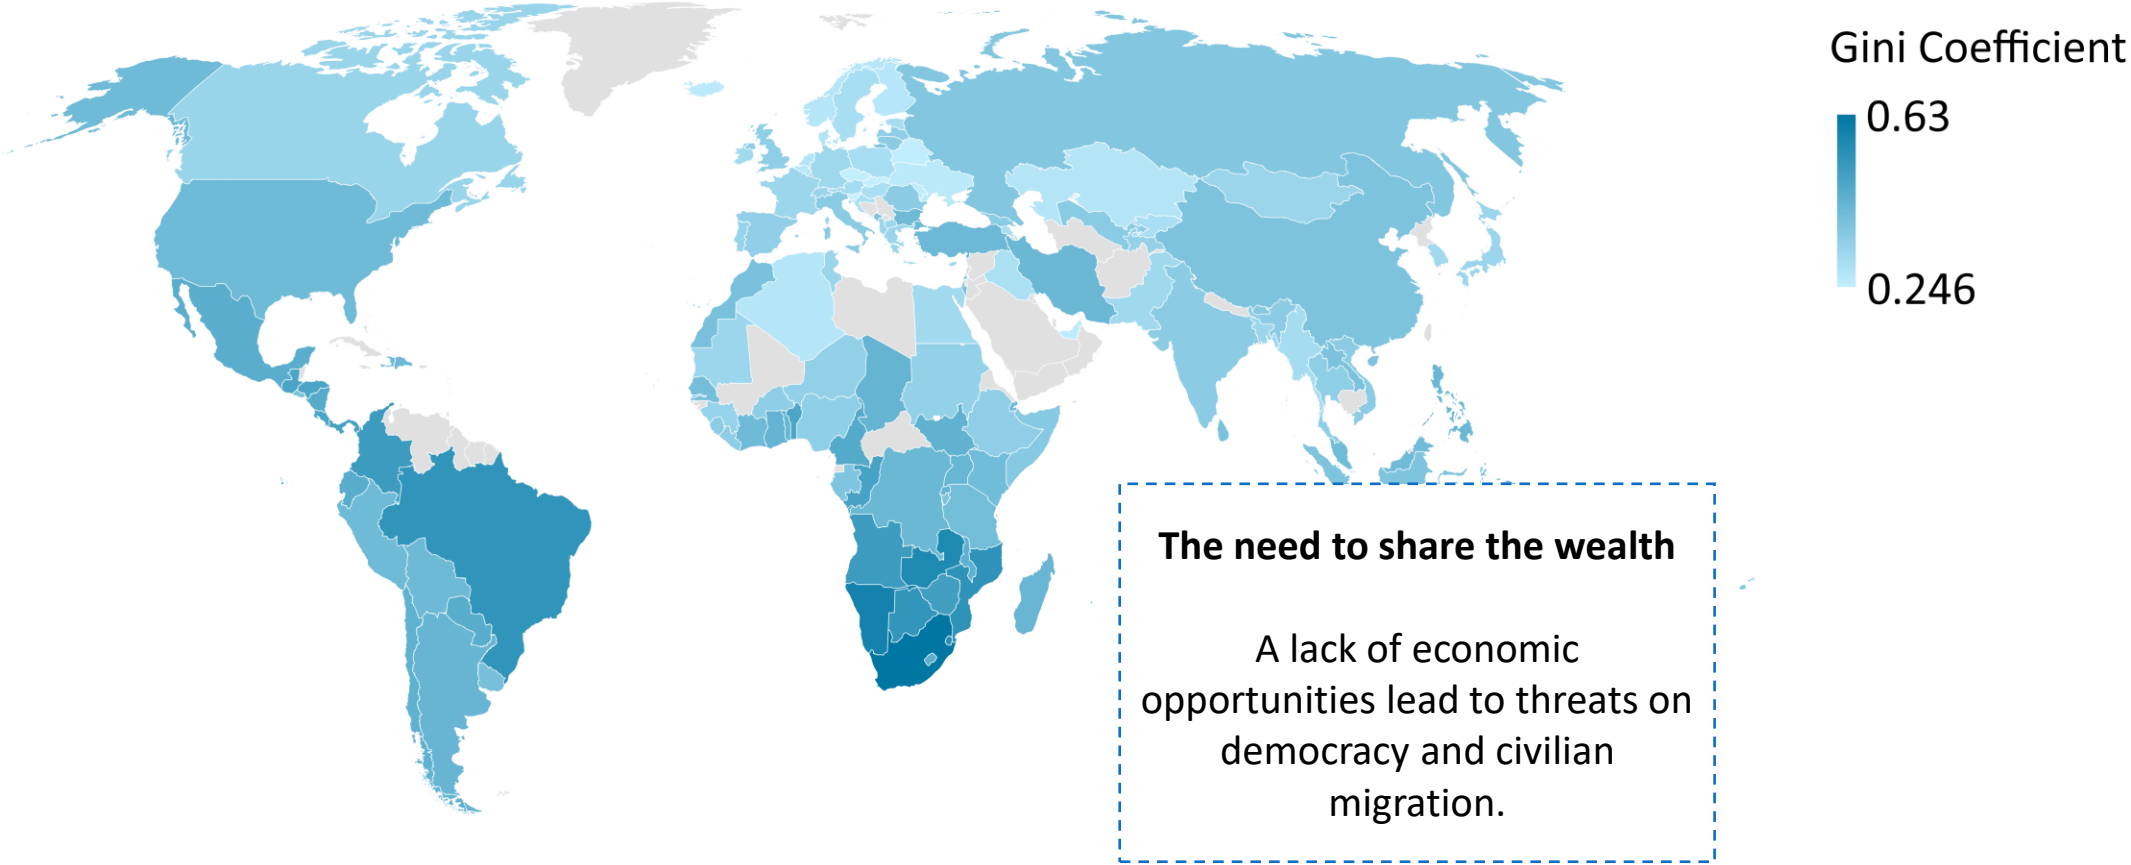 Gini Coefficient
0.63
0.246
The need to share the wealth
A lack of economic
opportunities lead to threats on
democracy and civilian
migration.